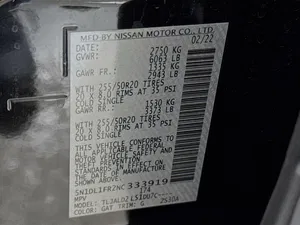 MFD BY NISSAN MOTOR CO., LTD.
DATE: 02/22
GVWR: 2750 KG
6063 LB
GAWR FR.: 1335 KG
2943 LB
WITH 255/50R20 TIRES
20 X 8.0 RIMS AT 35 PSI
COLD SINGLE
GAWR RR.: 1530 KG
3373 LB
WITH 255/50R20 TIRES
20 X 8.0 RIMS AT 35 PSI
COLD SINGLE
THIS VEHICLE CONFORMS TO ALL
APPLICABLE FEDERAL MOTOR VEHICLE
SAFETY AND THEFT PREVENTION
STANDARDS IN EFFECT ON THE
DATE OF MANUFACTURE SHOWN ABOVE.
5N1DL1FR2NC 333919
MPV 174
MODEL:
COLOR: GAT TRIM: G